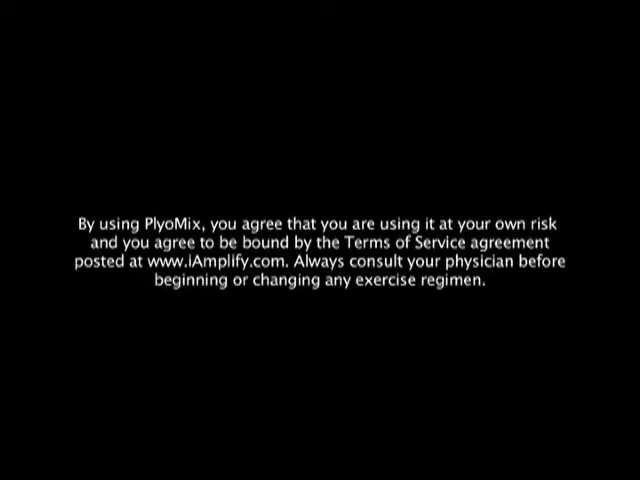 By using PlyoMix, you agree that you are using it at your own risk
and you agree to be bound by the Terms of Service agreement
posted at www.iAmplify.com. Always consult your physician before
beginning or changing any exercise regimen.